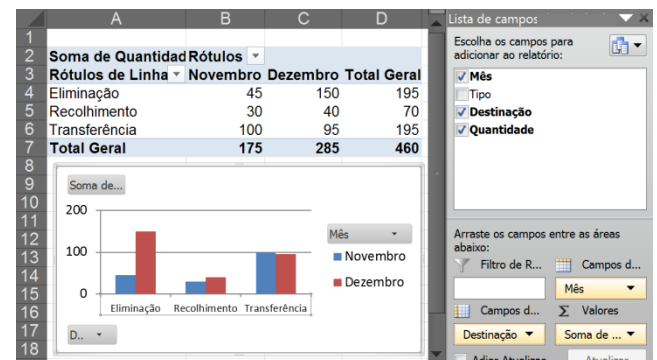 A B C D
1
2 Soma de Quantidad Rótulos
3 Rótulos de Linha Novembro Dezembro Total Geral
4 Eliminação 45 150 195
5 Recolhimento 30 40 70
6 Transferência 100 95 195
7 Total Geral 175 285 460
8
9
10
11
12
13
14
15
16
17
18
Soma de...
200
100
0
Eliminação Recolhimento Transferência
D..
Mês
Novembro
Dezembro
Lista de campos
Escolha os campos para
adicionar ao relatório:
Mês
Tipo
Destinação
Quantidade
Arraste os campos entre as áreas
abaixo:
Filtro de R... Campos d...
Mês
Campos d... Σ Valores
Destinação Soma de ...
Adiar Atualizaç Atualizar